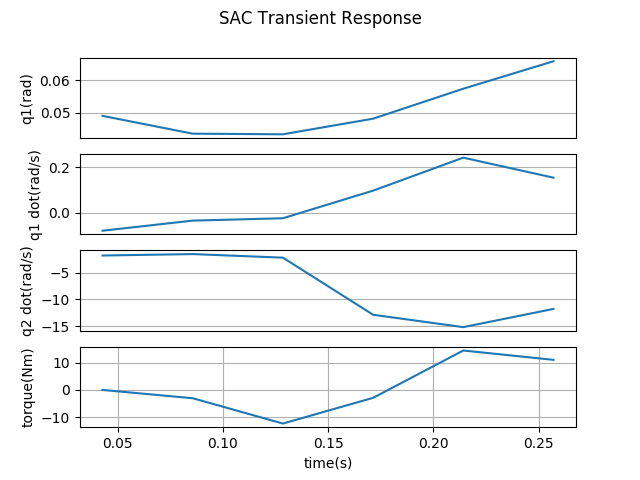 SAC Transient Response
q1(rad)
0.06
0.05
q1 dot(rad/s)
0.2
0.0
q2 dot(rad/s)
−5
−10
−15
torque(Nm)
10
0
−10
0.05 0.10 0.15 0.20 0.25
time(s)